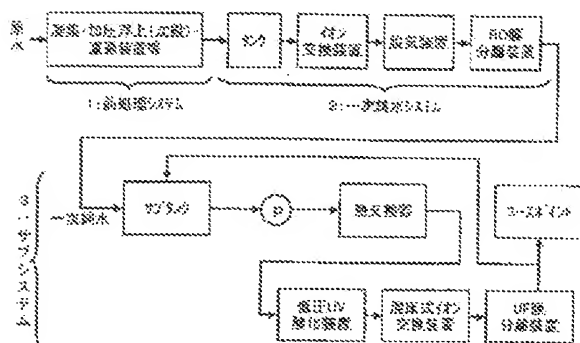 原水
凝集・加圧浮上(沈殿)・
濾過装置等
タンク
イオン
交換装置
脱気装置
RO膜
分離装置
1:前処理システム
2:一次純水システム
3:サブシステム
一次純水
サブタンク
P
熱交換器
ユースポイント
低圧UV
酸化装置
混床式イオン
交換装置
UF膜
分離装置